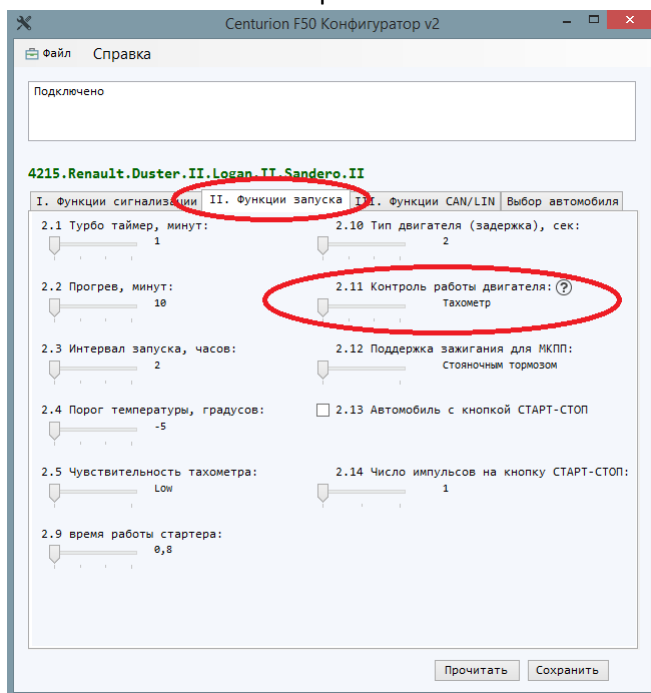 Centurion F50 Конфигуратор v2
Файл Справка
Подключено
4215.Renault.Duster.II.Logan.II.Sandero.II
I. Функции сигнализации II. Функции запуска III. Функции CAN/LIN Выбор автомобиля
2.1 Турбо таймер, минут:
1
2.10 Тип двигателя (задержка), сек:
2
2.2 Прогрев, минут:
10
2.11 Контроль работы двигателя: ?
Тахометр
2.3 Интервал запуска, часов:
2
2.12 Поддержка зажигания для МКПП:
Стояночным тормозом
2.4 Порог температуры, градусов:
-5
2.13 Автомобиль с кнопкой СТАРТ-СТОП
2.5 Чувствительность тахометра:
Low
2.14 Число импульсов на кнопку СТАРТ-СТОП:
1
2.9 время работы стартера:
0,8
Прочитать Сохранить